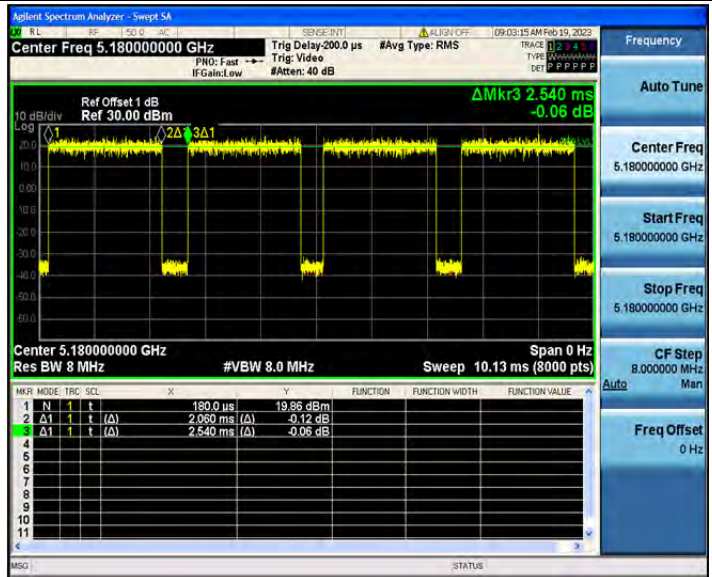 Agilent Spectrum Analyzer - Swept SA
RL RF 50 Ω AC SENSE:INT ALIGN OFF 09:03:15 AM Feb 19, 2023
Center Freq 5.180000000 GHz
PNO: Fast
IFGain:Low
Trig Delay-200.0 µs
Trig: Video
#Atten: 40 dB
#Avg Type: RMS
TRACE 1 2 3 4 5 6
TYPE
DET P P P P P P
Frequency
Auto Tune
Center Freq
5.180000000 GHz
Start Freq
5.180000000 GHz
Stop Freq
5.180000000 GHz
CF Step
8.000000 MHz
Auto Man
Freq Offset
0 Hz
ΔMkr3 2.540 ms
-0.06 dB
Ref Offset 1 dB
10 dB/div Ref 30.00 dBm
Log
1 2Δ1 3Δ1
20.0
10.0
0.00
-10.0
-20.0
-30.0
-40.0
-50.0
-60.0
Center 5.180000000 GHz Span 0 Hz
Res BW 8 MHz #VBW 8.0 MHz Sweep 10.13 ms (8000 pts)
MKR MODE TRC SCL X Y FUNCTION FUNCTION WIDTH FUNCTION VALUE
1 N 1 t 180.0 µs 19.86 dBm
2 Δ1 1 t (Δ) 2.060 ms (Δ) -0.12 dB
3 Δ1 1 t (Δ) 2.540 ms (Δ) -0.06 dB
4
5
6
7
8
9
10
11
MSG STATUS